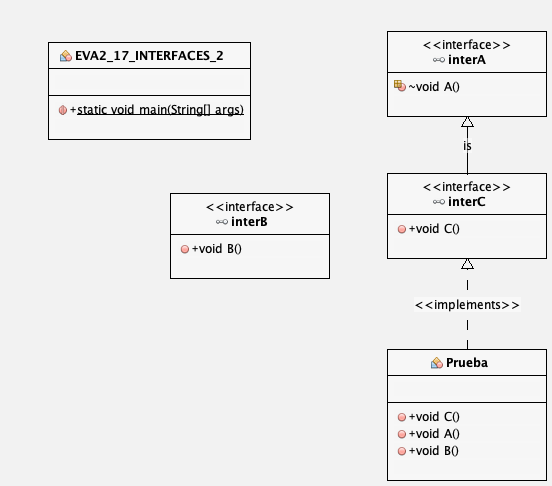 EVA2_17_INTERFACES_2
+static void main(String[] args)
<<interface>>
interA
~void A()
is
<<interface>>
interB
+void B()
<<interface>>
interC
+void C()
<<implements>>
Prueba
+void C()
+void A()
+void B()